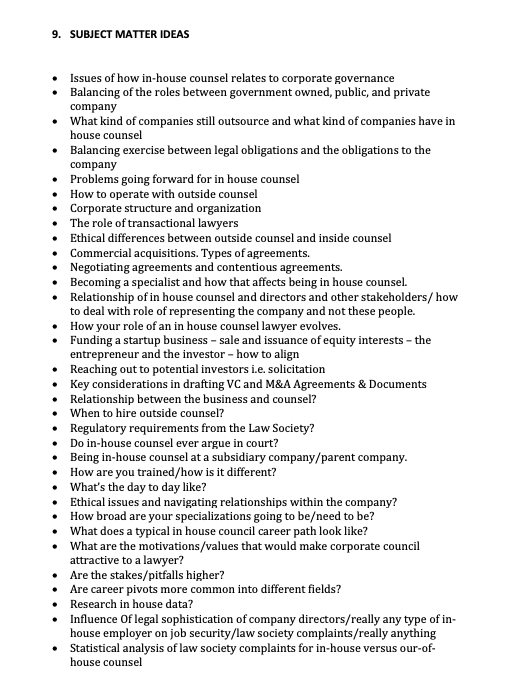 9. SUBJECT MATTER IDEAS
• Issues of how in-house counsel relates to corporate governance
• Balancing of the roles between government owned, public, and private
company
• What kind of companies still outsource and what kind of companies have in
house counsel
• Balancing exercise between legal obligations and the obligations to the
company
• Problems going forward for in house counsel
• How to operate with outside counsel
• Corporate structure and organization
• The role of transactional lawyers
• Ethical differences between outside counsel and inside counsel
• Commercial acquisitions. Types of agreements.
• Negotiating agreements and contentious agreements.
• Becoming a specialist and how that affects being in house counsel.
• Relationship of in house counsel and directors and other stakeholders/ how
to deal with role of representing the company and not these people.
• How your role of an in house counsel lawyer evolves.
• Funding a startup business – sale and issuance of equity interests – the
entrepreneur and the investor – how to align
• Reaching out to potential investors i.e. solicitation
• Key considerations in drafting VC and M&A Agreements & Documents
• Relationship between the business and counsel?
• When to hire outside counsel?
• Regulatory requirements from the Law Society?
• Do in-house counsel ever argue in court?
• Being in-house counsel at a subsidiary company/parent company.
• How are you trained/how is it different?
• What's the day to day like?
• Ethical issues and navigating relationships within the company?
• How broad are your specializations going to be/need to be?
• What does a typical in house council career path look like?
• What are the motivations/values that would make corporate council
attractive to a lawyer?
• Are the stakes/pitfalls higher?
• Are career pivots more common into different fields?
• Research in house data?
• Influence Of legal sophistication of company directors/really any type of in-
house employer on job security/law society complaints/really anything
• Statistical analysis of law society complaints for in-house versus our-of-
house counsel